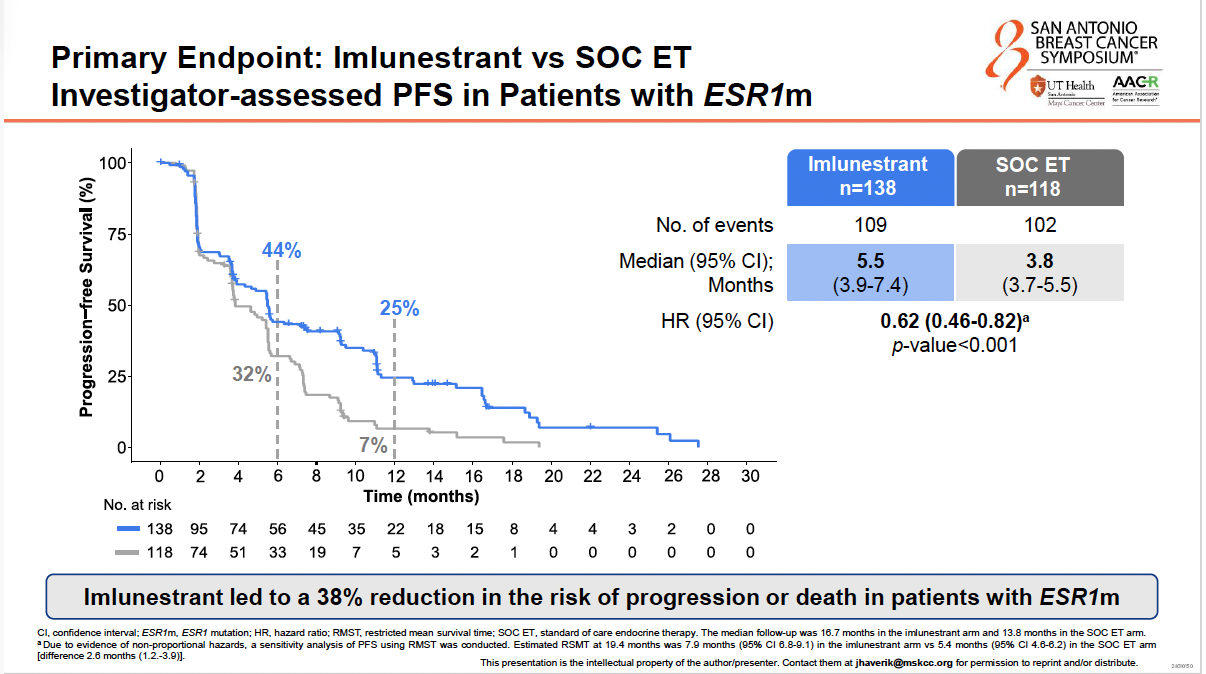 Primary Endpoint: Imlunestrant vs SOC ET
Investigator-assessed PFS in Patients with ESR1m
SAN ANTONIO
BREAST CANCER
SYMPOSIUM®
UT Health
San Antonio
Mays Cancer Center
AACR
American Association
for Cancer Research®
Progression–free Survival (%)
100
75
50
25
0
44%
25%
32%
7%
0 2 4 6 8 10 12 14 16 18 20 22 24 26 28 30
Time (months)
No. at risk
138 95 74 56 45 35 22 18 15 8 4 4 3 2 0 0
118 74 51 33 19 7 5 3 2 1 0 0 0 0 0 0
Imlunestrant
n=138
SOC ET
n=118
No. of events 109 102
Median (95% CI);
Months
5.5
(3.9-7.4)
3.8
(3.7-5.5)
HR (95% CI) 0.62 (0.46-0.82)ᵃ
p-value<0.001
Imlunestrant led to a 38% reduction in the risk of progression or death in patients with ESR1m
CI, confidence interval; ESR1m, ESR1 mutation; HR, hazard ratio; RMST, restricted mean survival time; SOC ET, standard of care endocrine therapy. The median follow-up was 16.7 months in the imlunestrant arm and 13.8 months in the SOC ET arm.
ᵃ Due to evidence of non-proportional hazards, a sensitivity analysis of PFS using RMST was conducted. Estimated RSMT at 19.4 months was 7.9 months (95% CI 6.8-9.1) in the imlunestrant arm vs 5.4 months (95% CI 4.6-6.2) in the SOC ET arm
[difference 2.6 months (1.2.-3.9)].
This presentation is the intellectual property of the author/presenter. Contact them at jhaverik@mskcc.org for permission to reprint and/or distribute.